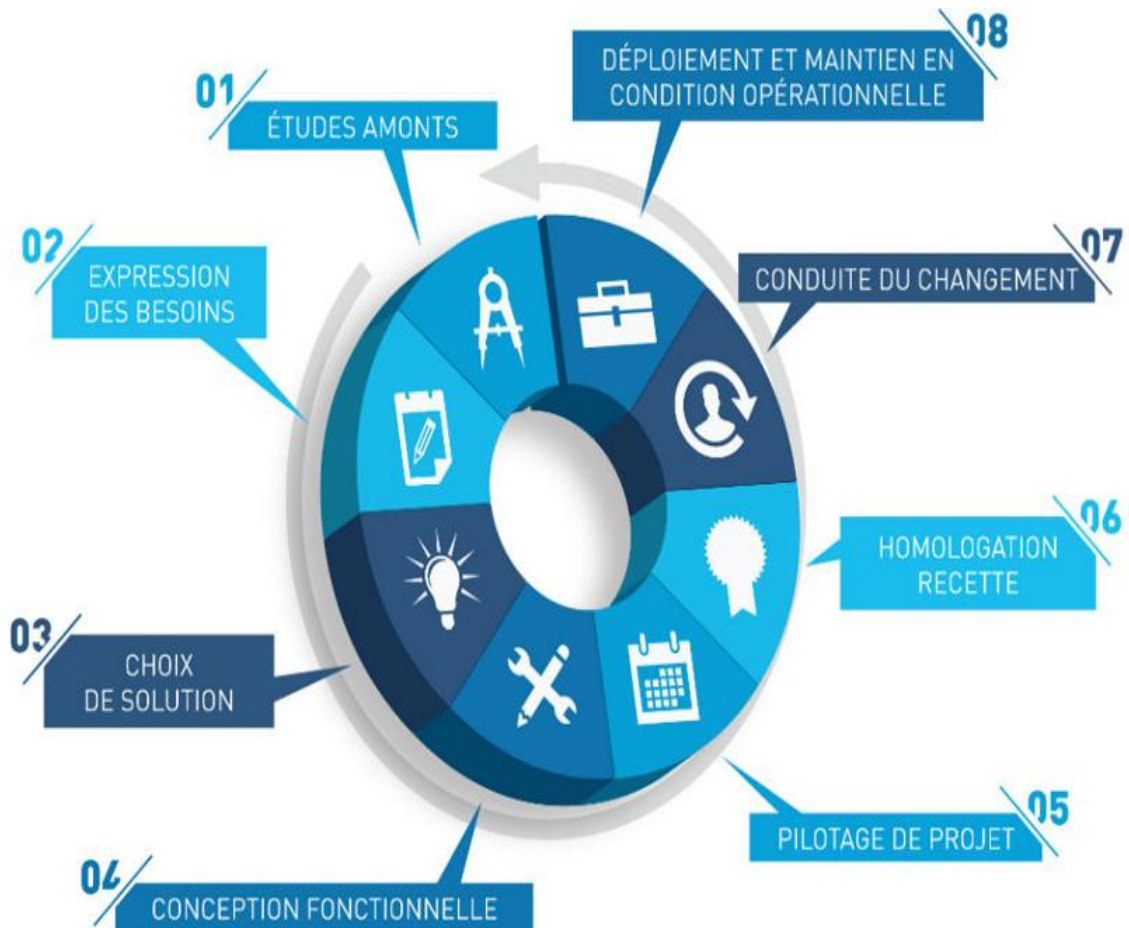 01
ÉTUDES AMONTS
02
EXPRESSION
DES BESOINS
03
CHOIX
DE SOLUTION
04
CONCEPTION FONCTIONNELLE
05
PILOTAGE DE PROJET
06
HOMOLOGATION
RECETTE
07
CONDUITE DU CHANGEMENT
08
DÉPLOIEMENT ET MAINTIEN EN
CONDITION OPÉRATIONNELLE